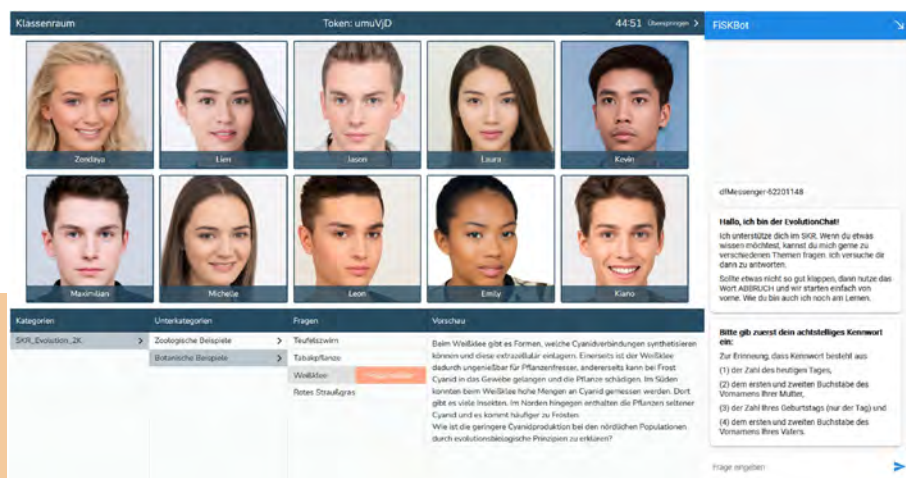 Klassenraum
Token: umuVjD
44:51 Überspringen
FiSKBot
Zendaya
Lien
Jason
Laura
Kevin
Maximilian
Michelle
Leon
Emily
Kiano
Kategorien
Unterkategorien
Fragen
Vorschau
SKR_Evolution_2K
Zoologische Beispiele
Botanische Beispiele
Teufelszwirn
Tabakpflanze
Weißklee
Rotes Straußgras
Beim Weißklee gibt es Formen, welche Cyanidverbindungen synthetisieren
können und diese extrazellulär einlagern. Einerseits ist der Weißklee
dadurch ungenießbar für Pflanzenfresser, andererseits kann bei Frost
Cyanid in das Gewebe gelangen und die Pflanze schädigen. Im Süden
konnten beim Weißklee hohe Mengen an Cyanid gemessen werden. Dort
gibt es viele Insekten. Im Norden hingegen enthalten die Pflanzen seltener
Cyanid und es kommt häufiger zu Frosten.
Wie ist die geringere Cyanidproduktion bei den nördlichen Populationen
durch evolutionsbiologische Prinzipien zu erklären?
dfMessenger-62201148
Hallo, ich bin der EvolutionChat!
Ich unterstütze dich im SKR. Wenn du etwas
wissen möchtest, kannst du mich gerne zu
verschiedenen Themen fragen. Ich versuche dir
dann zu antworten.
Sollte etwas nicht so gut klappen, dann nutze das
Wort ABBRUCH und wir starten einfach von
vorne. Wie du bin auch ich noch am Lernen.
Bitte gib zuerst dein achtstelliges Kennwort
ein:
Zur Erinnerung, dass Kennwort besteht aus
(1) der Zahl des heutigen Tages,
(2) dem ersten und zweiten Buchstabe des
Vornamens Ihrer Mutter,
(3) der Zahl Ihres Geburtstags (nur der Tag) und
(4) dem ersten und zweiten Buchstabe des
Vornamens Ihres Vaters.
Frage eingeben